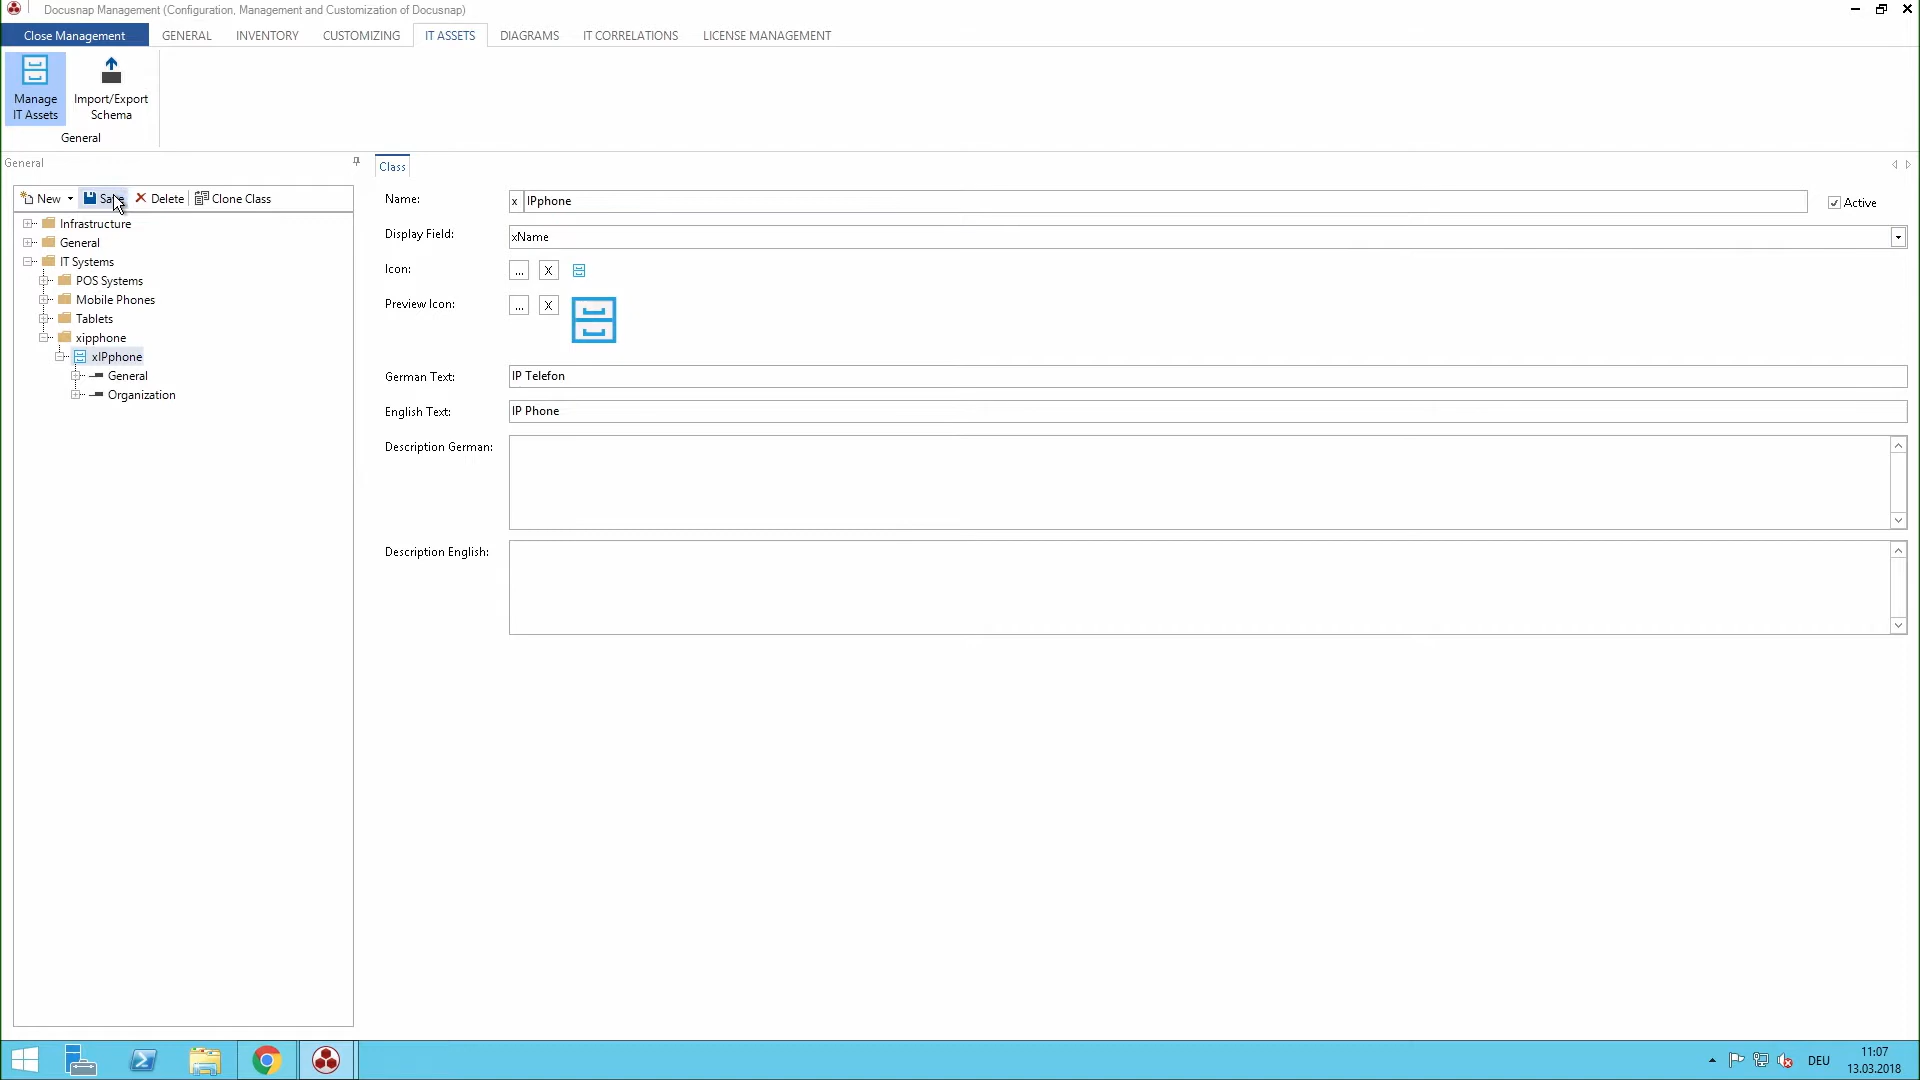 Docusnap Management (Configuration, Management and Customization of Docusnap)
Close Management GENERAL INVENTORY CUSTOMIZING IT ASSETS DIAGRAMS IT CORRELATIONS LICENSE MANAGEMENT
Manage
IT Assets
Import/Export
Schema
General
General
New Save Delete Clone Class
Infrastructure
General
IT Systems
POS Systems
Mobile Phones
Tablets
xipphone
xIPphone
General
Organization
Class
Name: x IPphone Active
Display Field: xName
Icon: ... X
Preview Icon: ... X
German Text: IP Telefon
English Text: IP Phone
Description German:
Description English:
DEU
11:07
13.03.2018